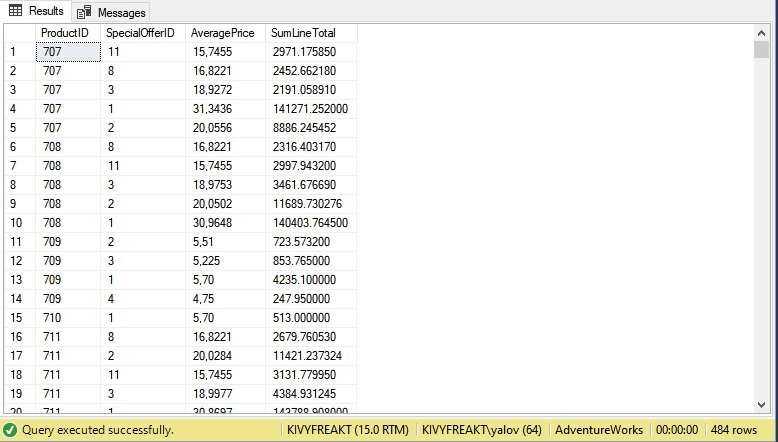 Results Messages
ProductID SpecialOfferID AveragePrice SumLineTotal
1 707 11 15,7455 2971.175850
2 707 8 16,8221 2452.662180
3 707 3 18,9272 2191.058910
4 707 1 31,3436 141271.252000
5 707 2 20,0556 8886.245452
6 708 8 16,8221 2316.403170
7 708 11 15,7455 2997.943200
8 708 3 18,9753 3461.676690
9 708 2 20,0502 11689.730276
10 708 1 30,9648 140403.764500
11 709 2 5,51 723.573200
12 709 3 5,225 853.765000
13 709 1 5,70 4235.100000
14 709 4 4,75 247.950000
15 710 1 5,70 513.000000
16 711 8 16,8221 2679.760530
17 711 2 20,0284 11421.237324
18 711 11 15,7455 3131.779950
19 711 3 18,9977 4384.931245
20 711 1 30,8697 143788.908000
Query executed successfully. KIVYFREAKT (15.0 RTM) KIVYFREAKT\yalov (64) AdventureWorks 00:00:00 484 rows